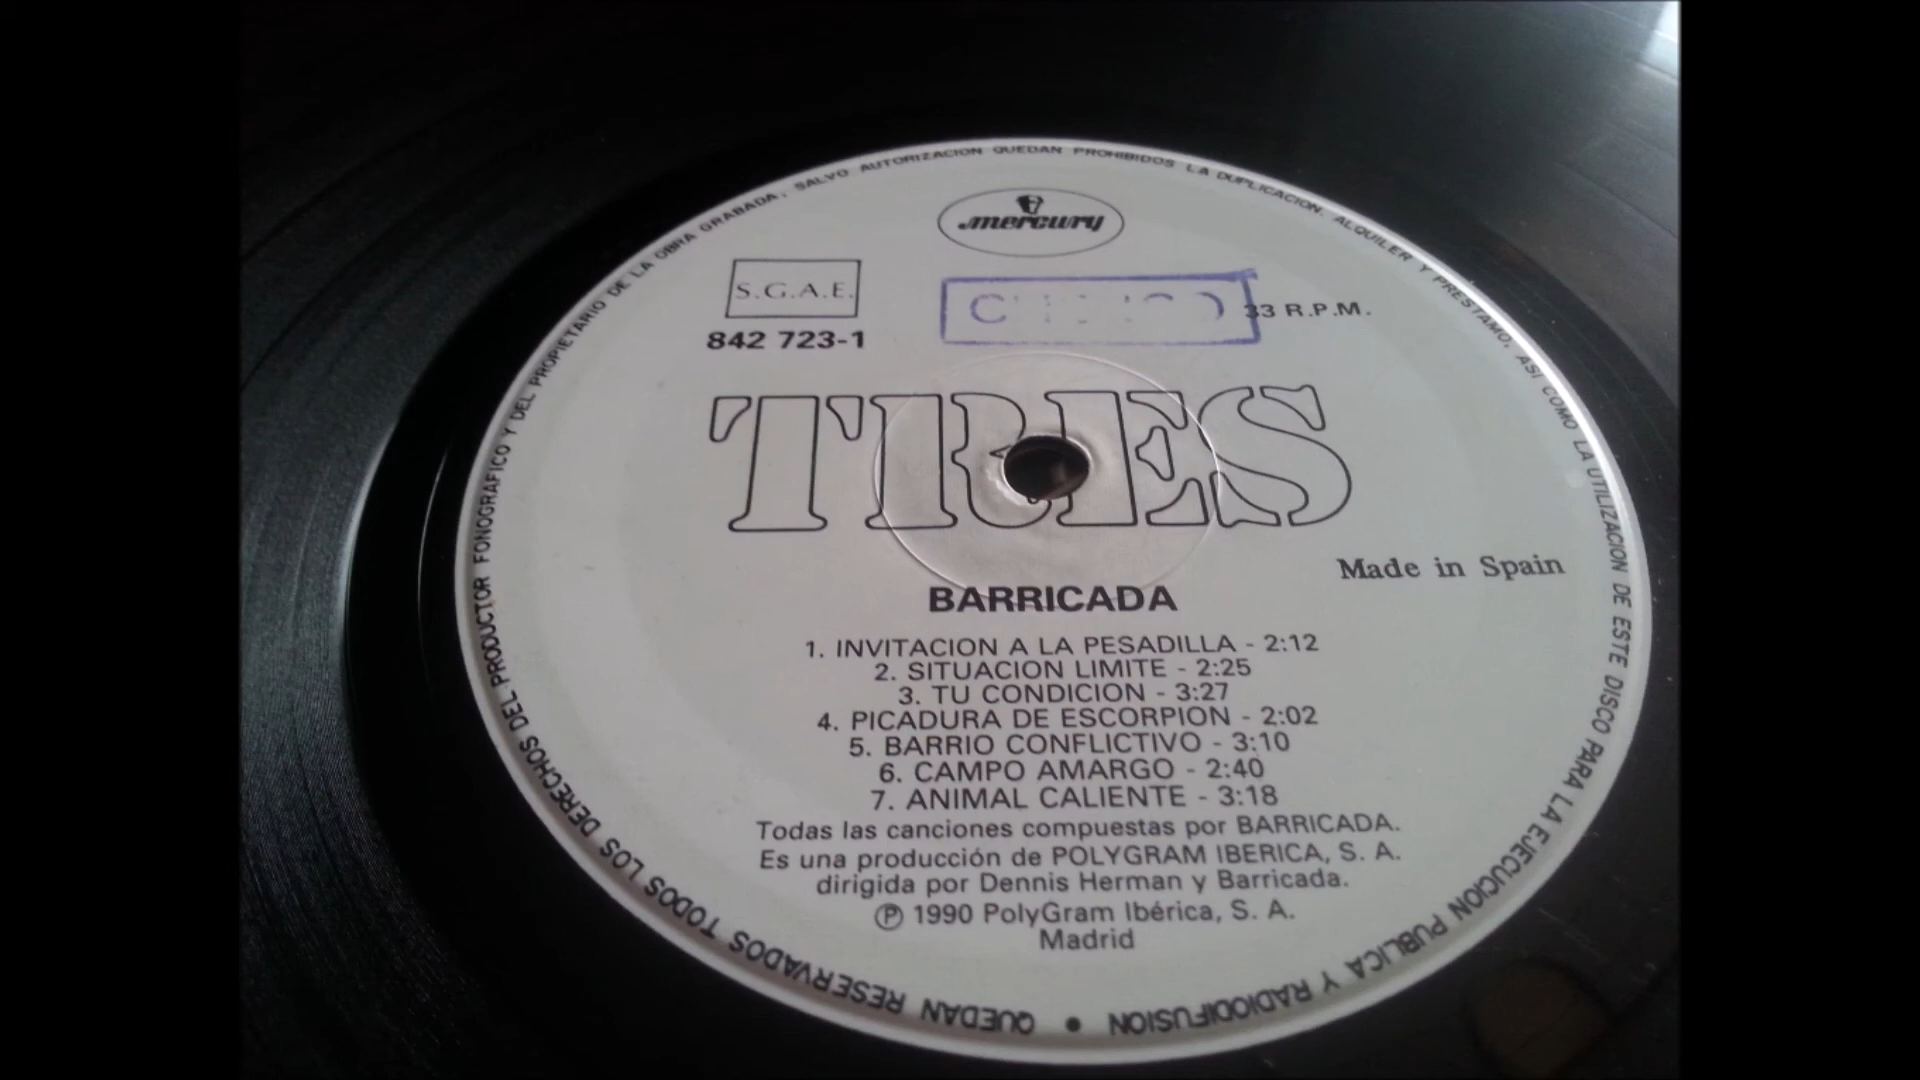 mercury
S.G.A.E.
33 R.P.M.
842 723-1
TRES
Made in Spain
BARRICADA
1. INVITACION A LA PESADILLA - 2:12
2. SITUACION LIMITE - 2:25
3. TU CONDICION - 3:27
4. PICADURA DE ESCORPION - 2:02
5. BARRIO CONFLICTIVO - 3:10
6. CAMPO AMARGO - 2:40
7. ANIMAL CALIENTE - 3:18
Todas las canciones compuestas por BARRICADA.
Es una producción de POLYGRAM IBERICA, S. A.
dirigida por Dennis Herman y Barricada.
Ⓟ 1990 PolyGram Ibérica, S. A.
Madrid
QUEDAN RESERVADOS TODOS LOS DERECHOS DEL PRODUCTOR FONOGRAFICO Y DEL PROPIETARIO DE LA OBRA GRABADA, SALVO AUTORIZACION QUEDAN PROHIBIDOS LA DUPLICACION, ALQUILER Y PRESTAMO, ASI COMO LA UTILIZACION DE ESTE DISCO PARA LA EJECUCION PUBLICA Y RADIODIFUSION •